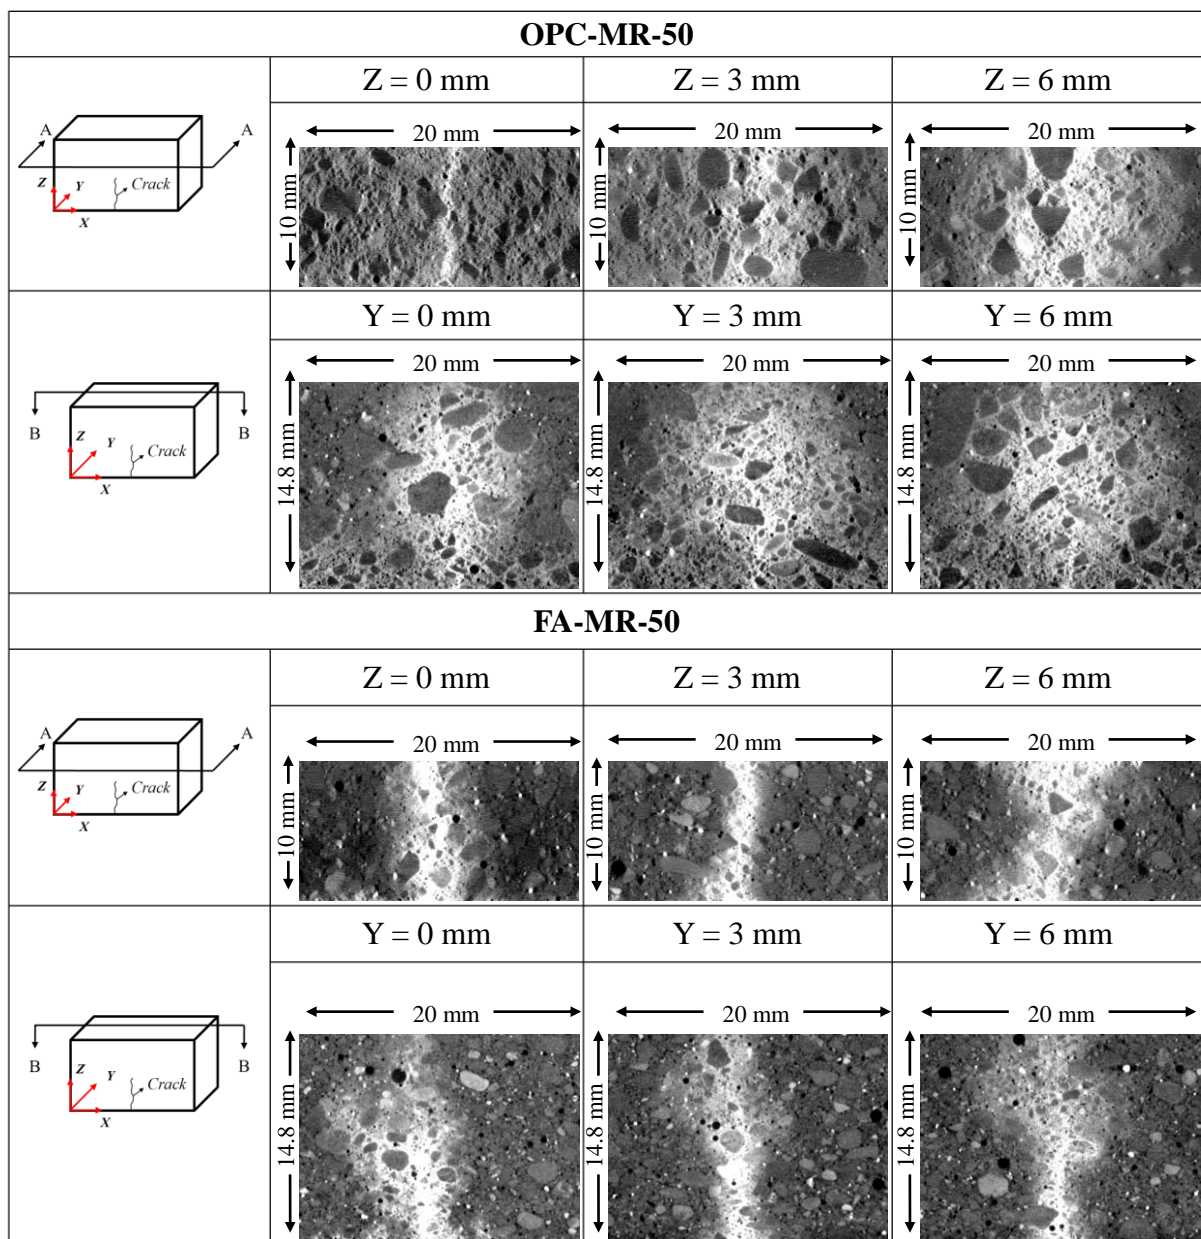 OPC-MR-50
Z = 0 mm
Z = 3 mm
Z = 6 mm
A
A
Z
Y
Crack
X
20 mm
10 mm
20 mm
10 mm
20 mm
10 mm
Y = 0 mm
Y = 3 mm
Y = 6 mm
B
B
Z
Y
Crack
X
20 mm
14.8 mm
20 mm
14.8 mm
20 mm
14.8 mm
FA-MR-50
Z = 0 mm
Z = 3 mm
Z = 6 mm
A
A
Z
Y
Crack
X
20 mm
10 mm
20 mm
10 mm
20 mm
10 mm
Y = 0 mm
Y = 3 mm
Y = 6 mm
B
B
Z
Y
Crack
X
20 mm
14.8 mm
20 mm
14.8 mm
20 mm
14.8 mm